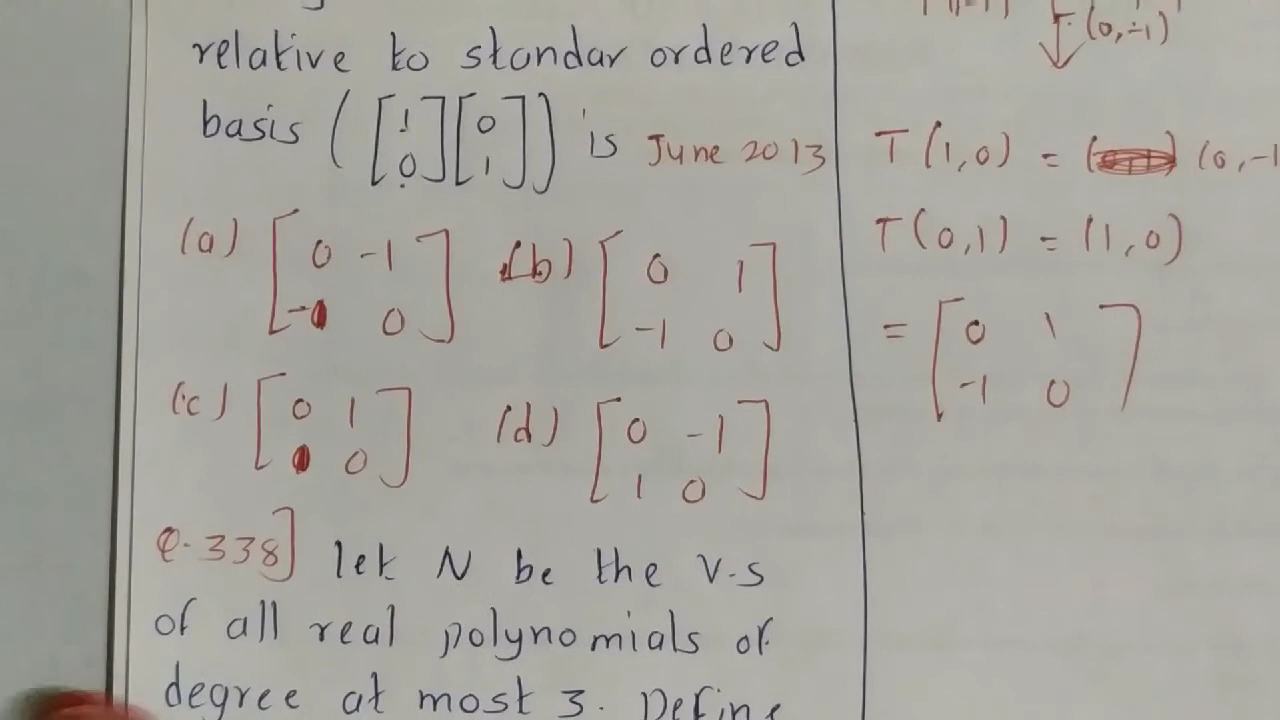 relative to standar ordered
basis ([1 0] [0 1]) is June 2013
(a) [0 -1
- 0]
(b) [0 1
-1 0]
(c) [0 1
0]
(d) [0 -1
1 0]
Q.338] let N be the V.S
of all real polynomials of
degree at most 3. Define
(0,-1)
T(1,0) = ( ) (0,-1
T(0,1) = (1,0)
= [0 1
-1 0]